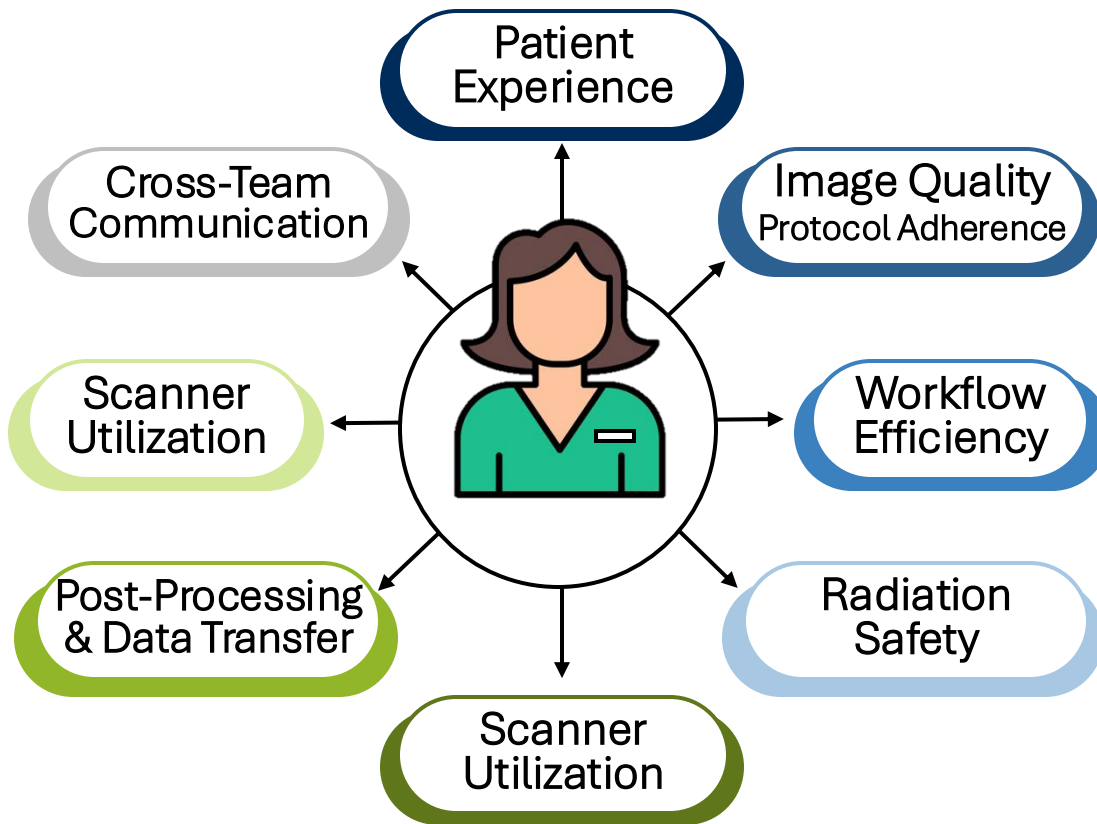 Patient
Experience
Cross-Team
Communication
Image Quality
Protocol Adherence
Scanner
Utilization
Workflow
Efficiency
Post-Processing
& Data Transfer
Radiation
Safety
Scanner
Utilization